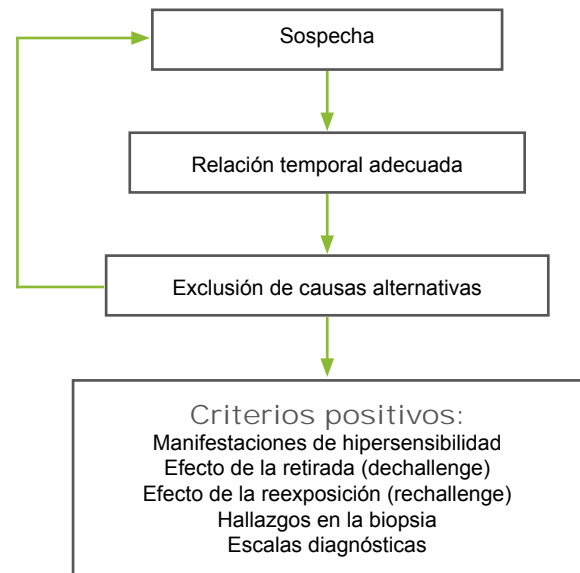 Sospecha
Relación temporal adecuada
Exclusión de causas alternativas
Criterios positivos:
Manifestaciones de hipersensibilidad
Efecto de la retirada (dechallenge)
Efecto de la reexposición (rechallenge)
Hallazgos en la biopsia
Escalas diagnósticas